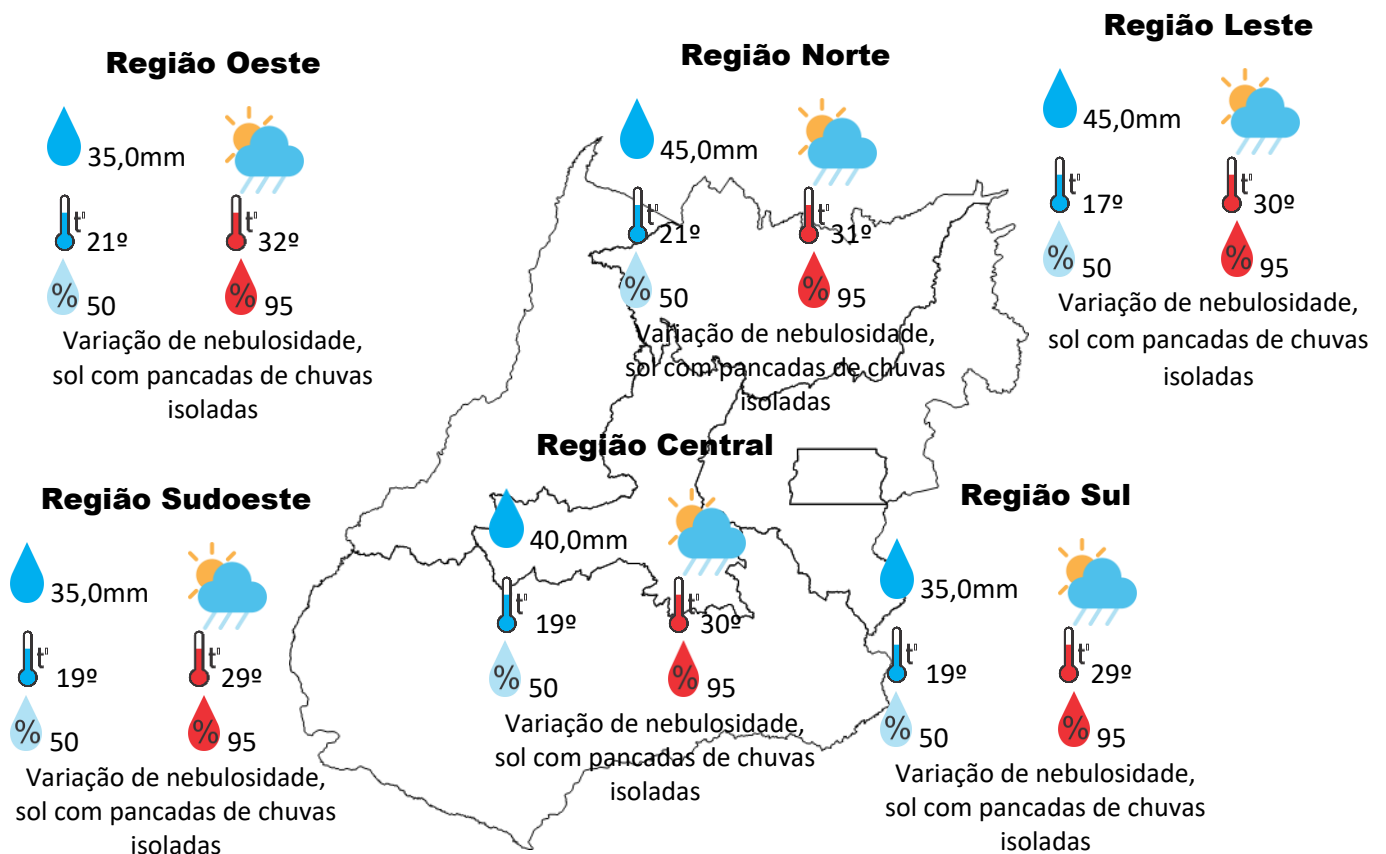 Região Oeste
35,0mm
t°
21º
t°
32º
%
50
%
95
Variação de nebulosidade,
sol com pancadas de chuvas
isoladas
Região Norte
45,0mm
t°
21º
t°
31º
%
50
%
95
Variação de nebulosidade,
sol com pancadas de chuvas
isoladas
Região Leste
45,0mm
t°
17º
t°
30º
%
50
%
95
Variação de nebulosidade,
sol com pancadas de chuvas
isoladas
Região Sudoeste
35,0mm
t°
19º
t°
29º
%
50
%
95
Variação de nebulosidade,
sol com pancadas de chuvas
isoladas
Região Central
40,0mm
t°
19º
t°
30º
%
50
%
95
Variação de nebulosidade,
sol com pancadas de chuvas
isoladas
Região Sul
35,0mm
t°
19º
t°
29º
%
50
%
95
Variação de nebulosidade,
sol com pancadas de chuvas
isoladas